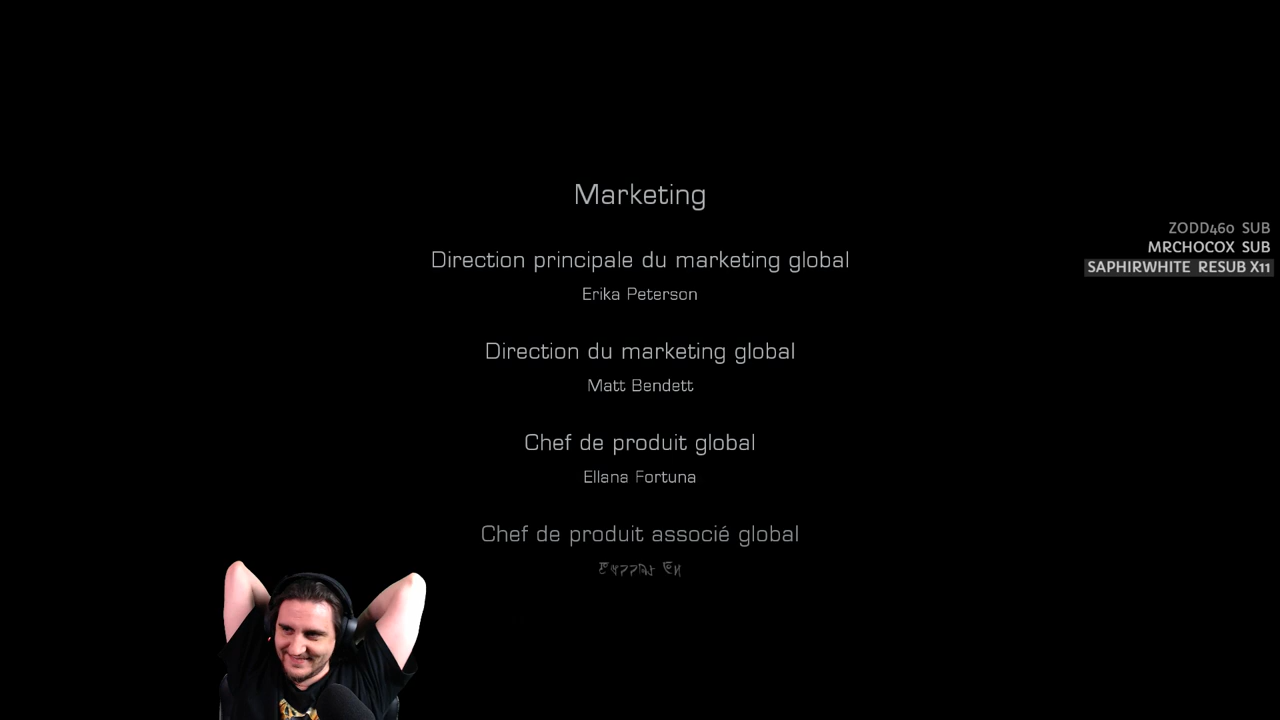 Marketing
Direction principale du marketing global
Erika Peterson
Direction du marketing global
Matt Bendett
Chef de produit global
Ellana Fortuna
Chef de produit associé global
ZODD460 SUB
MRCHOCOX SUB
SAPHIRWHITE RESUB X11